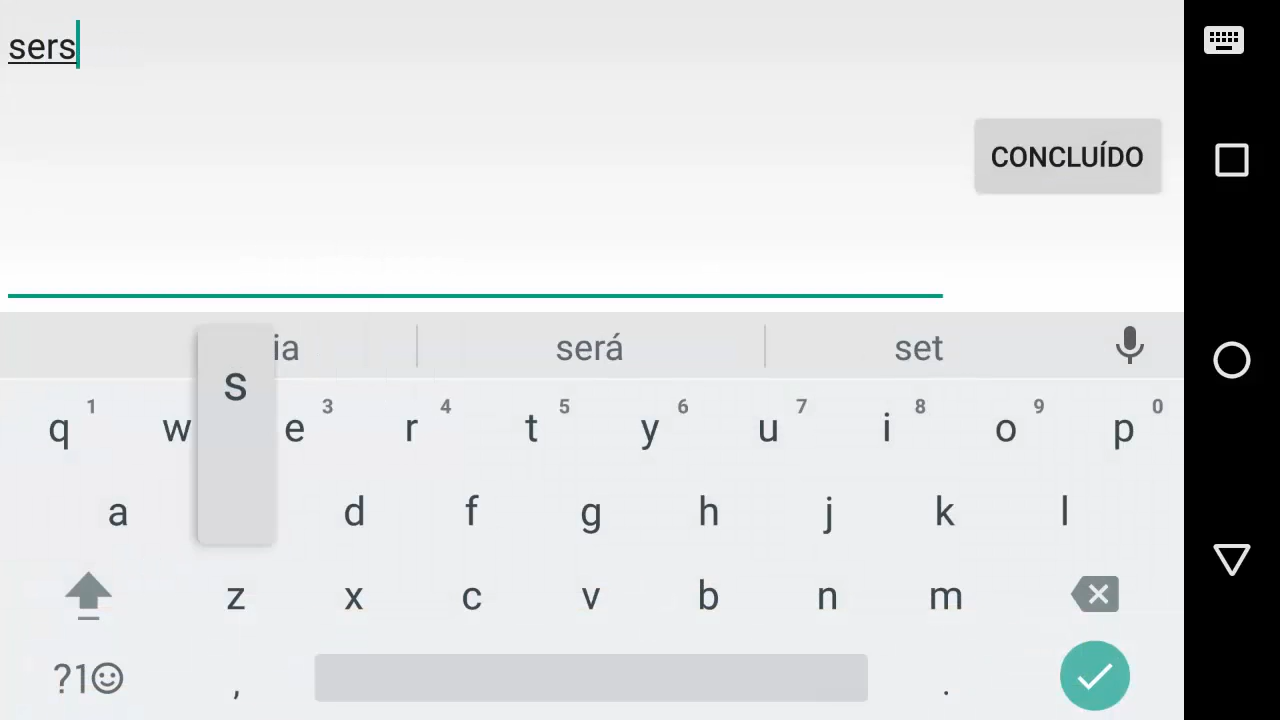 sers
CONCLUÍDO
ia será set
1 3 4 5 6 7 8 9 0
q w e r t y u i o p
s
a d f g h j k l
z x c v b n m
?1☺ , .